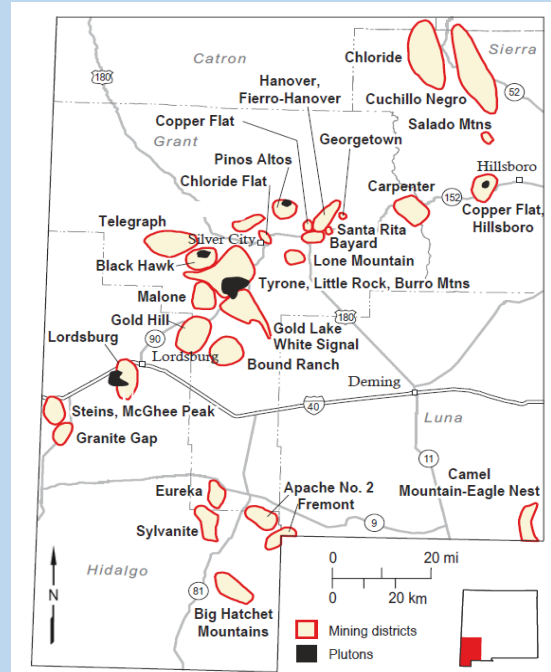 Catron
Sierra
Chloride
180
Hanover,
Fierro-Hanover
Cuchillo Negro
52
Copper Flat
Salado Mtns
Grant
Georgetown
Pinos Altos
Hillsboro
Chloride Flat
Carpenter
152
Copper Flat,
Hillsboro
Telegraph
Silver City
Santa Rita
Bayard
Black Hawk
Lone Mountain
Tyrone, Little Rock, Burro Mtns
Malone
Gold Hill
180
Gold Lake
White Signal
Lordsburg
90
Lordsburg
Bound Ranch
Deming
Steins, McGhee Peak
40
Luna
Granite Gap
11
Camel
Mountain-Eagle Nest
Eureka
Apache No. 2
Fremont
Sylvanite
9
Hidalgo
0 20 mi
0 20 km
N
81
Big Hatchet
Mountains
Mining districts
Plutons